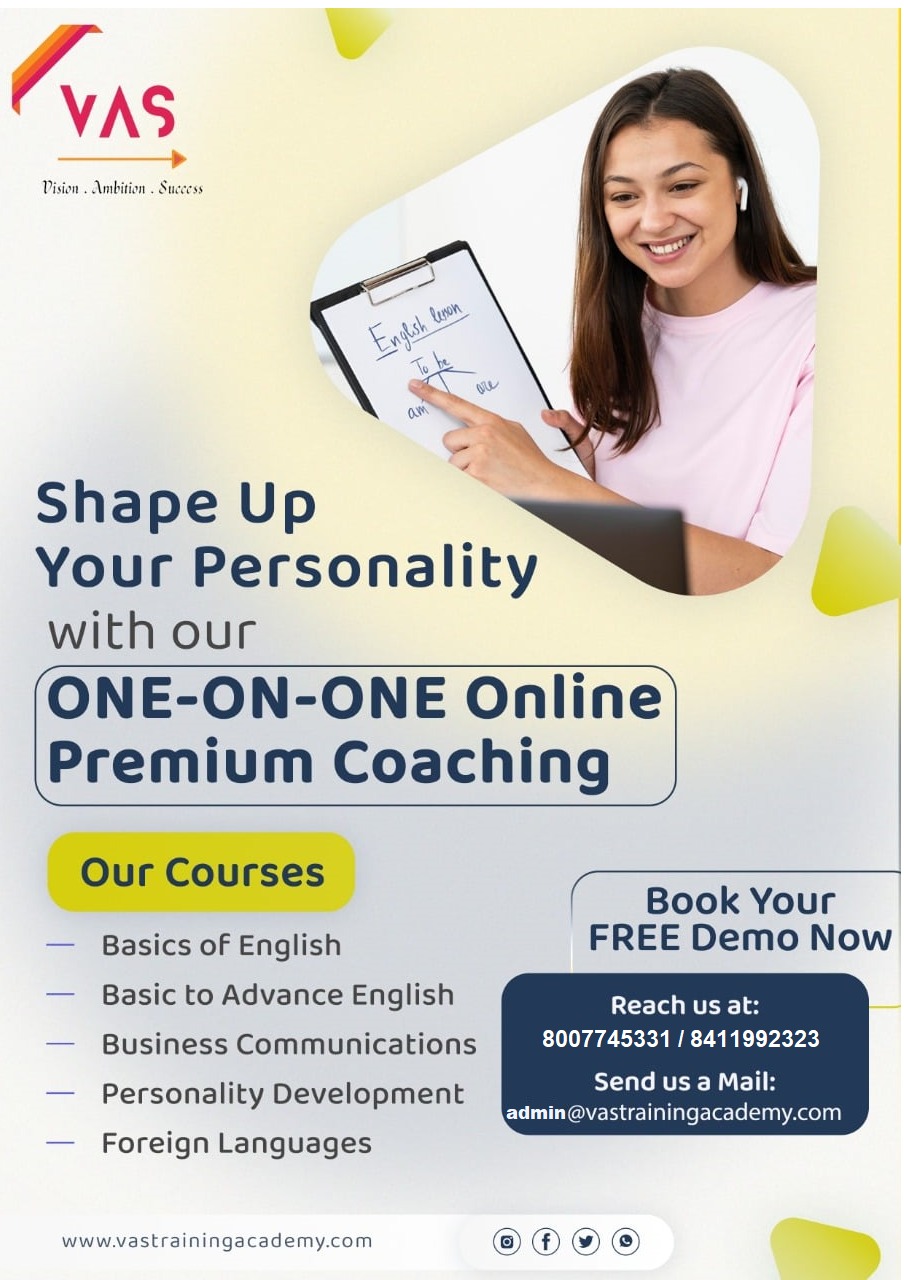 VAS
Vision . Ambition . Success
English lesson
To be
am
are
Shape Up
Your Personality
with our
ONE-ON-ONE Online
Premium Coaching
Our Courses
Basics of English
Basic to Advance English
Business Communications
Personality Development
Foreign Languages
Book Your
FREE Demo Now
Reach us at:
8007745331 / 8411992323
Send us a Mail:
admin@vastrainingacademy.com
www.vastrainingacademy.com